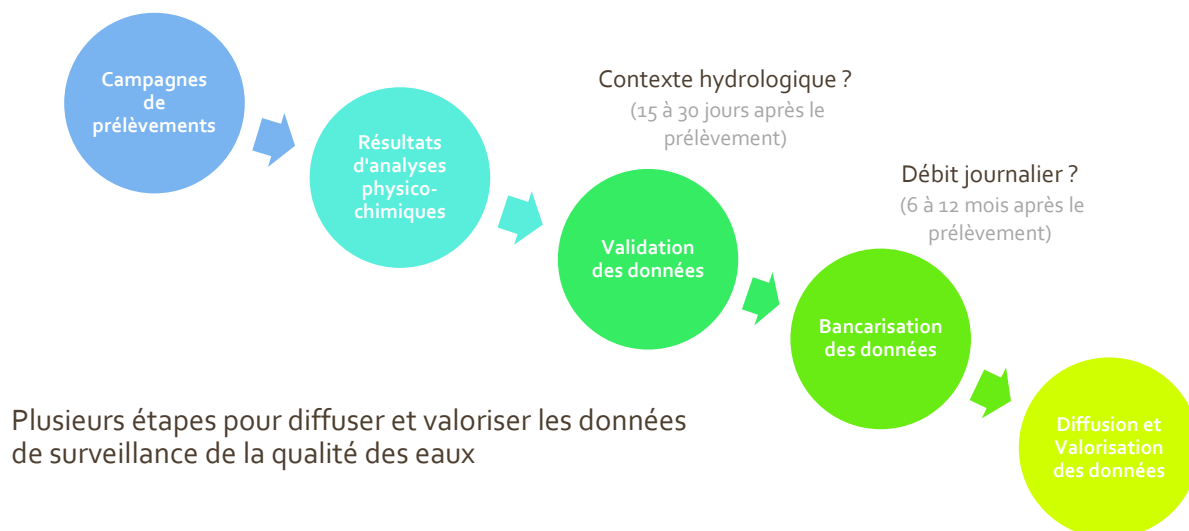 Campagnes
de
prélèvements
Résultats
d'analyses
physico-
chimiques
Contexte hydrologique ?
(15 à 30 jours après le
prélèvement)
Validation
des données
Débit journalier ?
(6 à 12 mois après le
prélèvement)
Bancarisation
des données
Diffusion et
Valorisation
des données
Plusieurs étapes pour diffuser et valoriser les données
de surveillance de la qualité des eaux